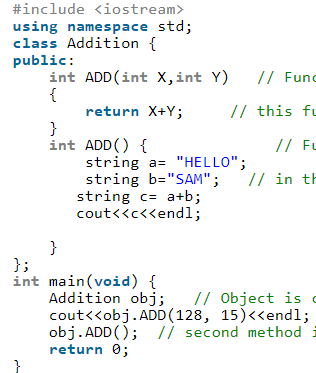 #include <iostream>
using namespace std;
class Addition {
public:
    int ADD(int X,int Y)   // Func
    {
        return X+Y;     // this fu
    }
    int ADD() {              // Fu
        string a= "HELLO";
        string b="SAM";   // in th
       string c= a+b;
       cout<<c<<endl;
    }
};
int main(void) {
    Addition obj;   // Object is c
    cout<<obj.ADD(128, 15)<<endl;
    obj.ADD();  // second method i
    return 0;
}